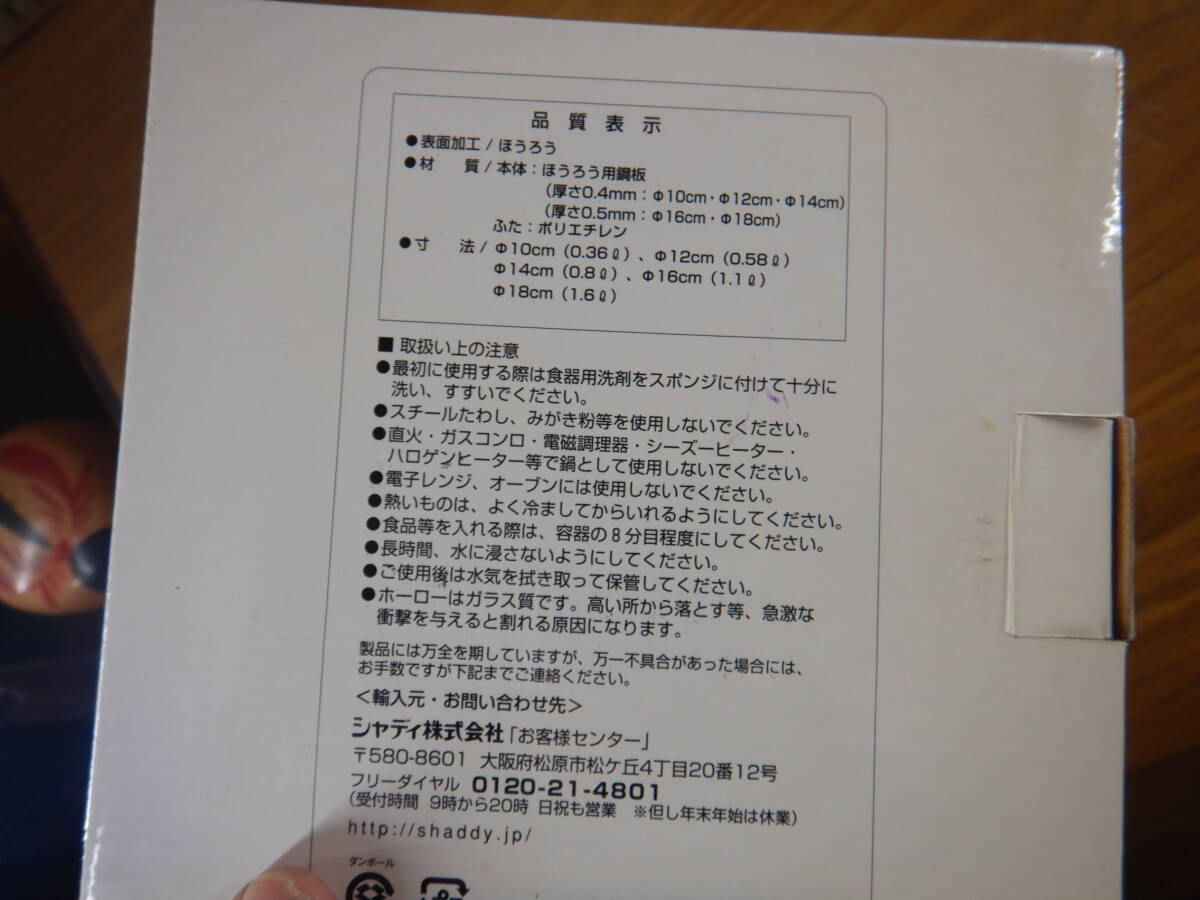 品質表示
●表面加工 / ほうろう
●材　質 / 本体：ほうろう用鋼板
（厚さ0.4mm：Φ10cm・Φ12cm・Φ14cm）
（厚さ0.5mm：Φ16cm・Φ18cm）
ふた：ポリエチレン
●寸　法 / Φ10cm（0.36ℓ）、Φ12cm（0.58ℓ）
Φ14cm（0.8ℓ）、Φ16cm（1.1ℓ）
Φ18cm（1.6ℓ）
■ 取扱い上の注意
●最初に使用する際は食器用洗剤をスポンジに付けて十分に
洗い、すすいでください。
●スチールたわし、みがき粉等を使用しないでください。
●直火・ガスコンロ・電磁調理器・シーズーヒーター・
ハロゲンヒーター等で鍋として使用しないでください。
●電子レンジ、オーブンには使用しないでください。
●熱いものは、よく冷ましてからいれるようにしてください。
●食品等を入れる際は、容器の8分目程度にしてください。
●長時間、水に浸さないようにしてください。
●ご使用後は水気を拭き取って保管してください。
●ホーローはガラス質です。高い所から落とす等、急激な
衝撃を与えると割れる原因になります。
製品には万全を期していますが、万一不具合があった場合には、
お手数ですが下記までご連絡ください。
＜輸入元・お問い合わせ先＞
シャディ株式会社「お客様センター」
〒580-8601 大阪府松原市松ケ丘4丁目20番12号
フリーダイヤル 0120-21-4801
（受付時間 9時から20時 日祝も営業 ※但し年末年始は休業）
http://shaddy.jp/
ダンボール